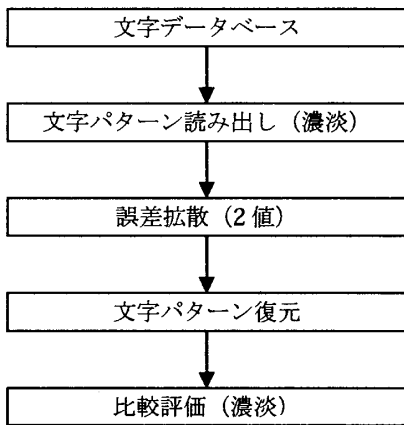 文字データベース
文字パターン読み出し（濃淡）
誤差拡散（2値）
文字パターン復元
比較評価（濃淡）